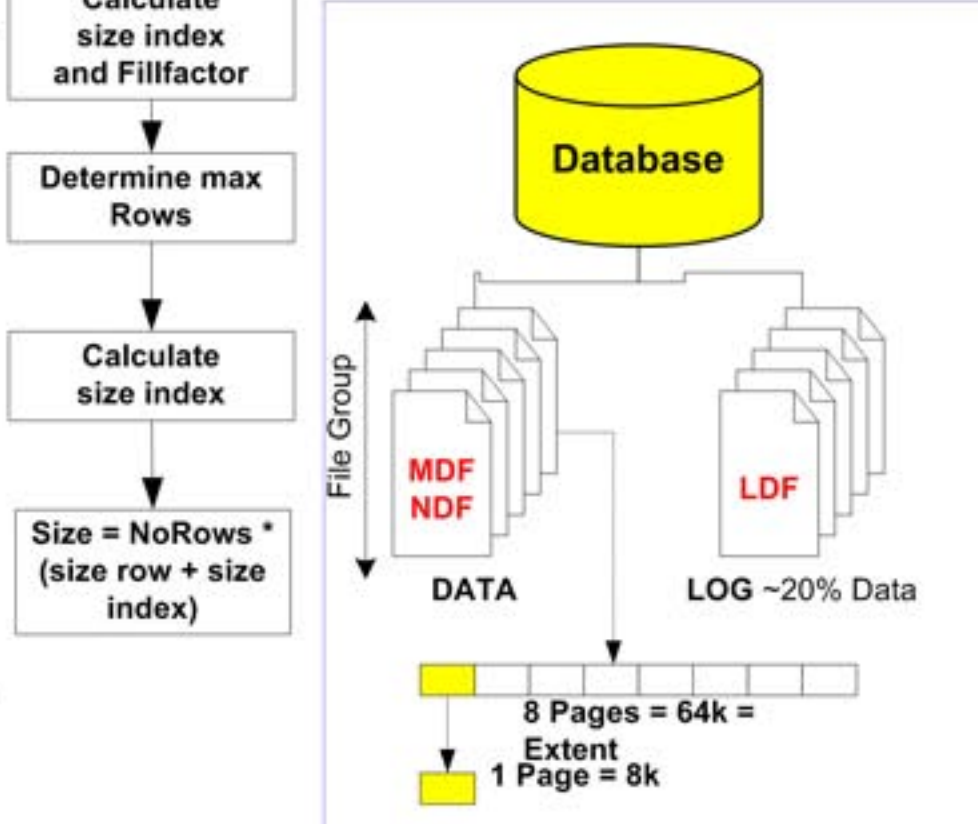 Calculate
size index
and Fillfactor
Determine max
Rows
Calculate
size index
Size = NoRows *
(size row + size
index)
Database
File Group
MDF
NDF
LDF
DATA
LOG ~20% Data
8 Pages = 64k =
Extent
1 Page = 8k